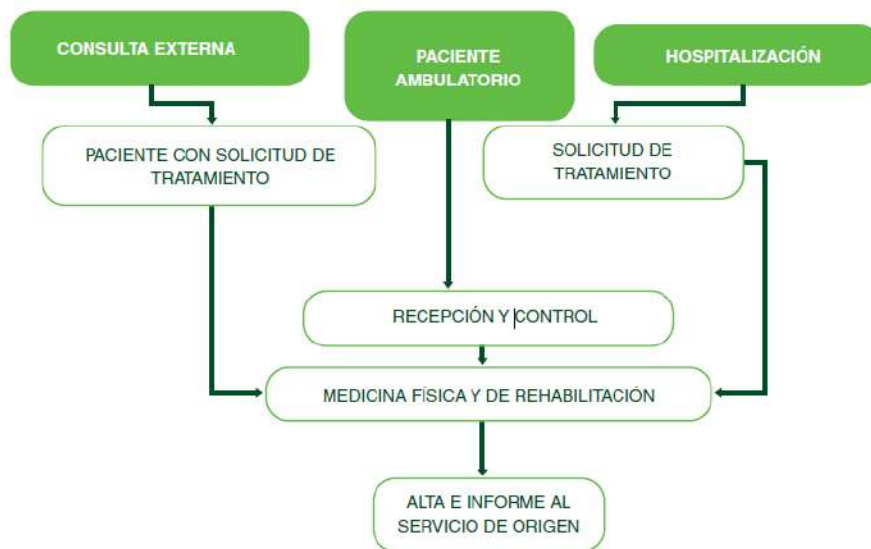 CONSULTA EXTERNA
PACIENTE
AMBULATORIO
HOSPITALIZACIÓN
PACIENTE CON SOLICITUD DE
TRATAMIENTO
SOLICITUD DE
TRATAMIENTO
RECEPCIÓN Y CONTROL
MEDICINA FÍSICA Y DE REHABILITACIÓN
ALTA E INFORME AL
SERVICIO DE ORIGEN